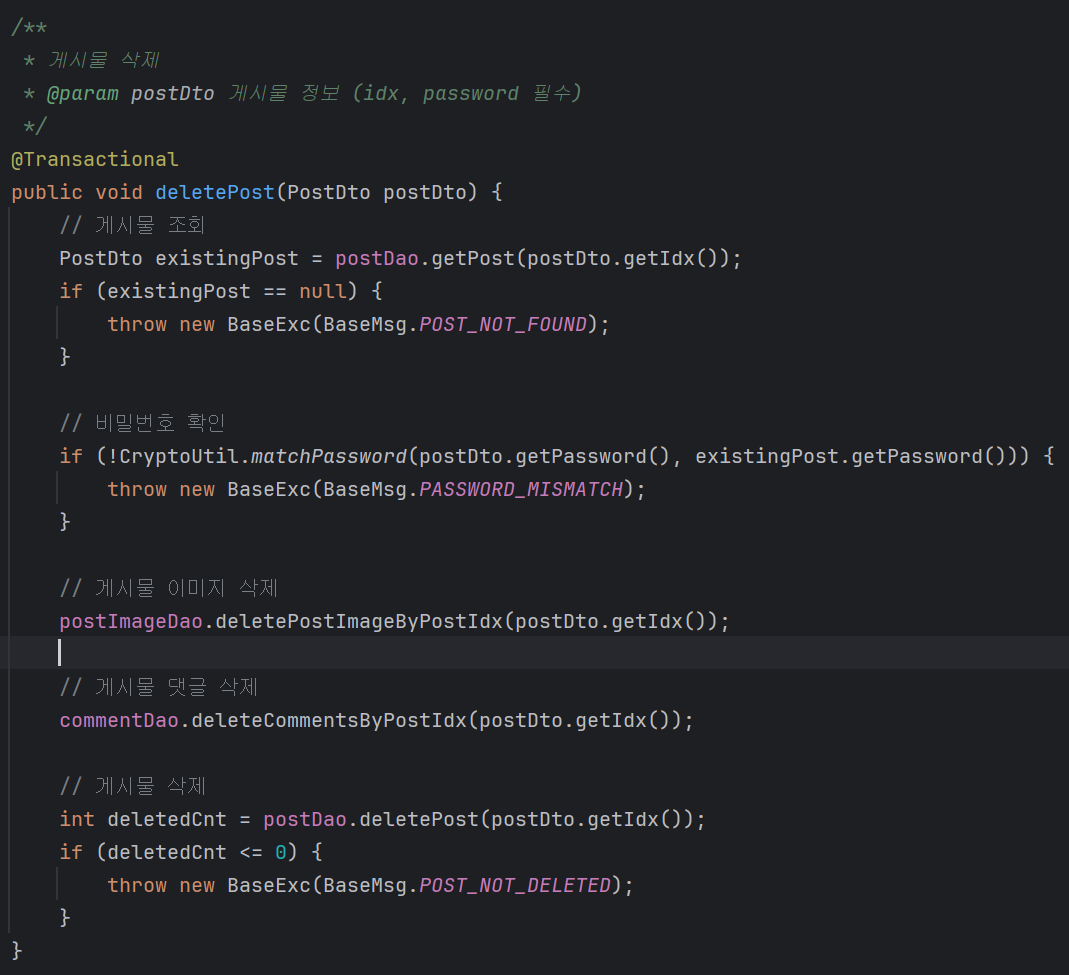 /**
 * 게시물 삭제
 * @param postDto 게시물 정보 (idx, password 필수)
 */
@Transactional
public void deletePost(PostDto postDto) {
    // 게시물 조회
    PostDto existingPost = postDao.getPost(postDto.getIdx());
    if (existingPost == null) {
        throw new BaseExc(BaseMsg.POST_NOT_FOUND);
    }

    // 비밀번호 확인
    if (!CryptoUtil.matchPassword(postDto.getPassword(), existingPost.getPassword())) {
        throw new BaseExc(BaseMsg.PASSWORD_MISMATCH);
    }

    // 게시물 이미지 삭제
    postImageDao.deletePostImageByPostIdx(postDto.getIdx());

    // 게시물 댓글 삭제
    commentDao.deleteCommentsByPostIdx(postDto.getIdx());

    // 게시물 삭제
    int deletedCnt = postDao.deletePost(postDto.getIdx());
    if (deletedCnt <= 0) {
        throw new BaseExc(BaseMsg.POST_NOT_DELETED);
    }
}